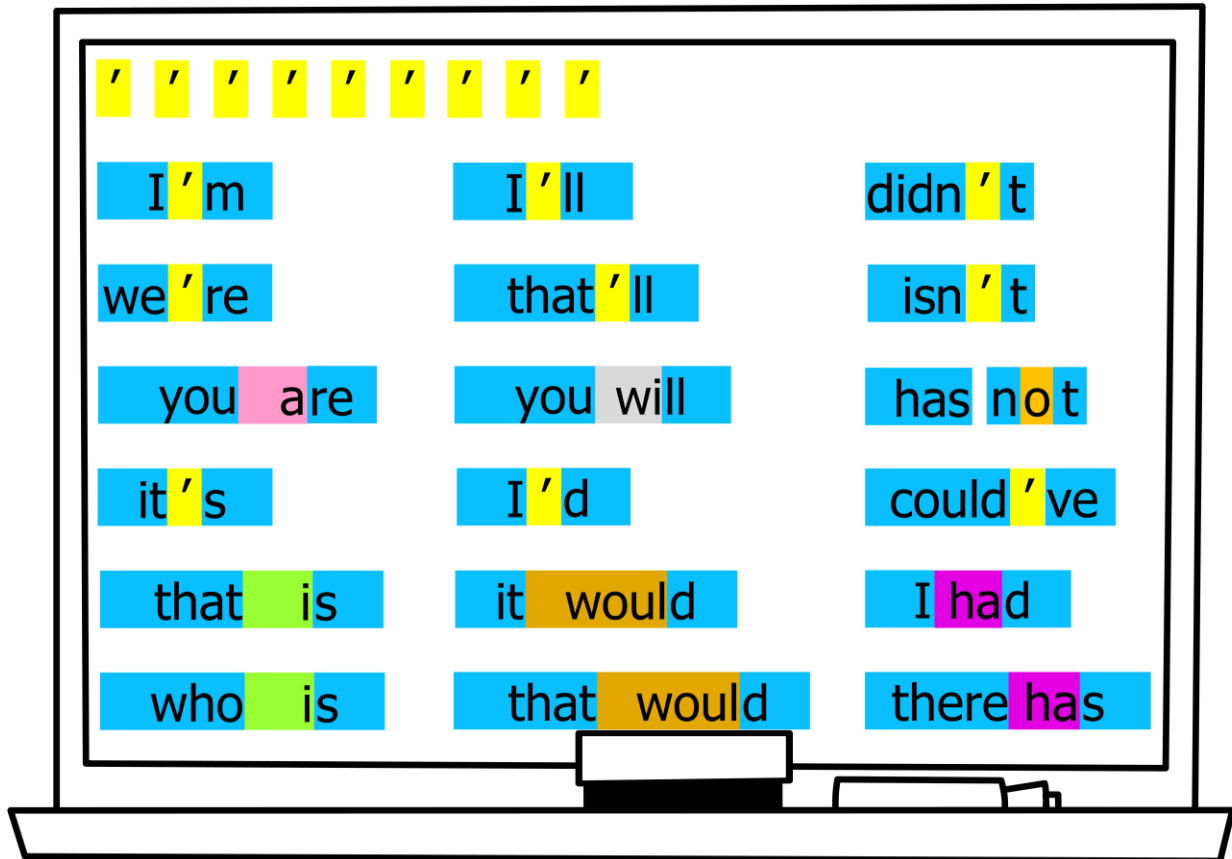 ' ' ' ' ' ' ' ' '
I'm I'll didn't
we're that'll isn't
you are you will has not
it's I'd could've
that is it would I had
who is that would there has